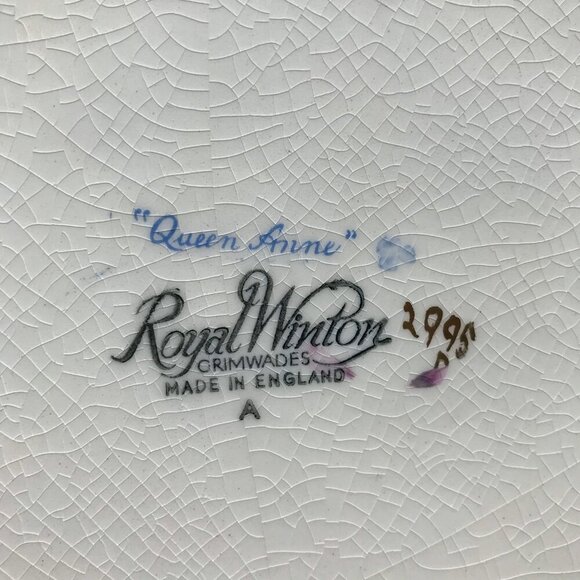 "Queen Anne"
Royal Winton
GRIMWADES
MADE IN ENGLAND
A
2995